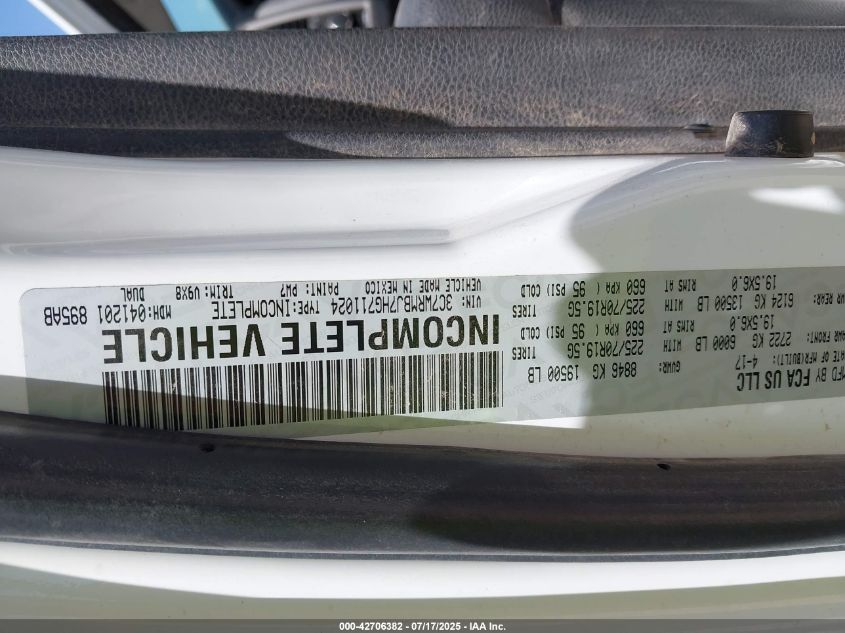 MFD BY FCA US LLC
DATE OF MFR(BUILT): 4-17
GVWR: 8846 KG 19500 LB
GAWR FRONT: WITH TIRES
2722 KG 6000 LB 225/70R19.5G
RIMS AT
19.5X6.0 660 KPA( 95 PSI) COLD
GAWR REAR: WITH TIRES
6124 KG 13500 LB 225/70R19.5G
RIMS AT
19.5X6.0 660 KPA( 95 PSI) COLD
INCOMPLETE VEHICLE
VIN: 3C7WRMBJ7HG711024 TYPE:INCOMPLETE MDH:041201 895AB
VEHICLE MADE IN MEXICO PAINT: PW7 TRIM: V9X8 DUAL
000-42706382 - 07/17/2025 - IAA Inc.